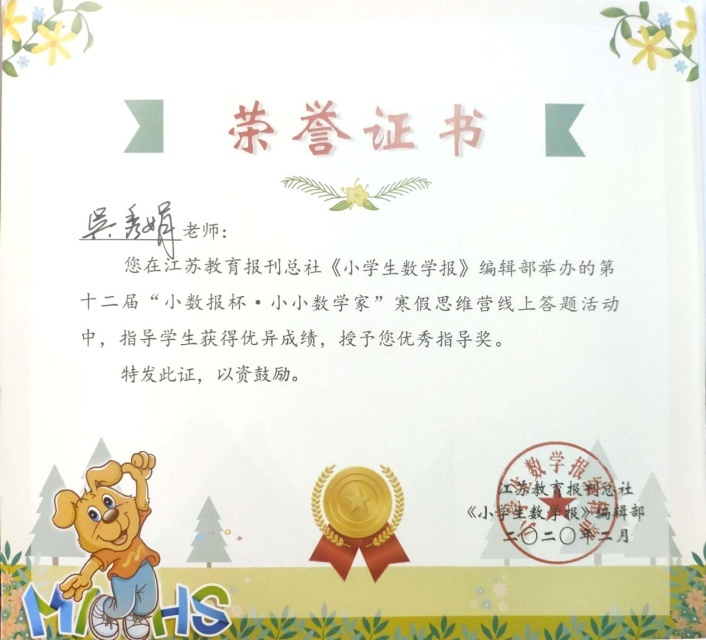 荣誉证书
吴秀娟老师：
您在江苏教育报刊总社《小学生数学报》编辑部举办的第
十二届“小数报杯·小小数学家”寒假思维营线上答题活动
中，指导学生获得优异成绩，授予您优秀指导奖。
特发此证，以资鼓励。
江苏教育报刊总社
《小学生数学报》编辑部
二〇二〇年二月
MATHS